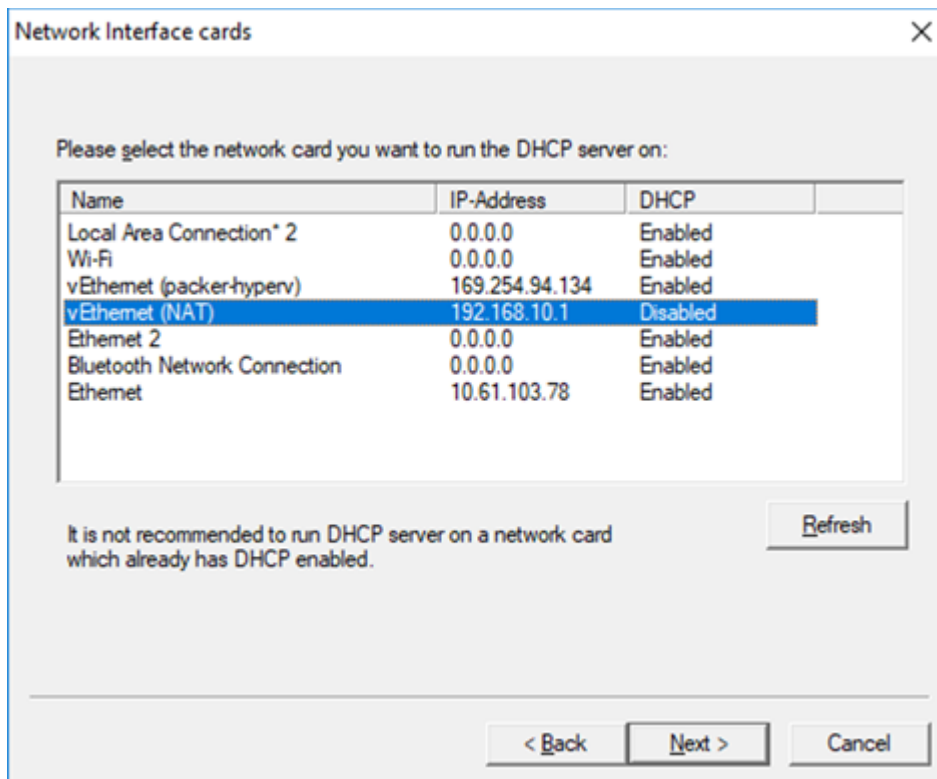 Network Interface cards
Please select the network card you want to run the DHCP server on:
Name IP-Address DHCP
Local Area Connection* 2 0.0.0.0 Enabled
Wi-Fi 0.0.0.0 Enabled
vEthernet (packer-hyperv) 169.254.94.134 Enabled
vEthernet (NAT) 192.168.10.1 Disabled
Ethernet 2 0.0.0.0 Enabled
Bluetooth Network Connection 0.0.0.0 Enabled
Ethernet 10.61.103.78 Enabled
It is not recommended to run DHCP server on a network card
which already has DHCP enabled.
Refresh
< Back Next > Cancel